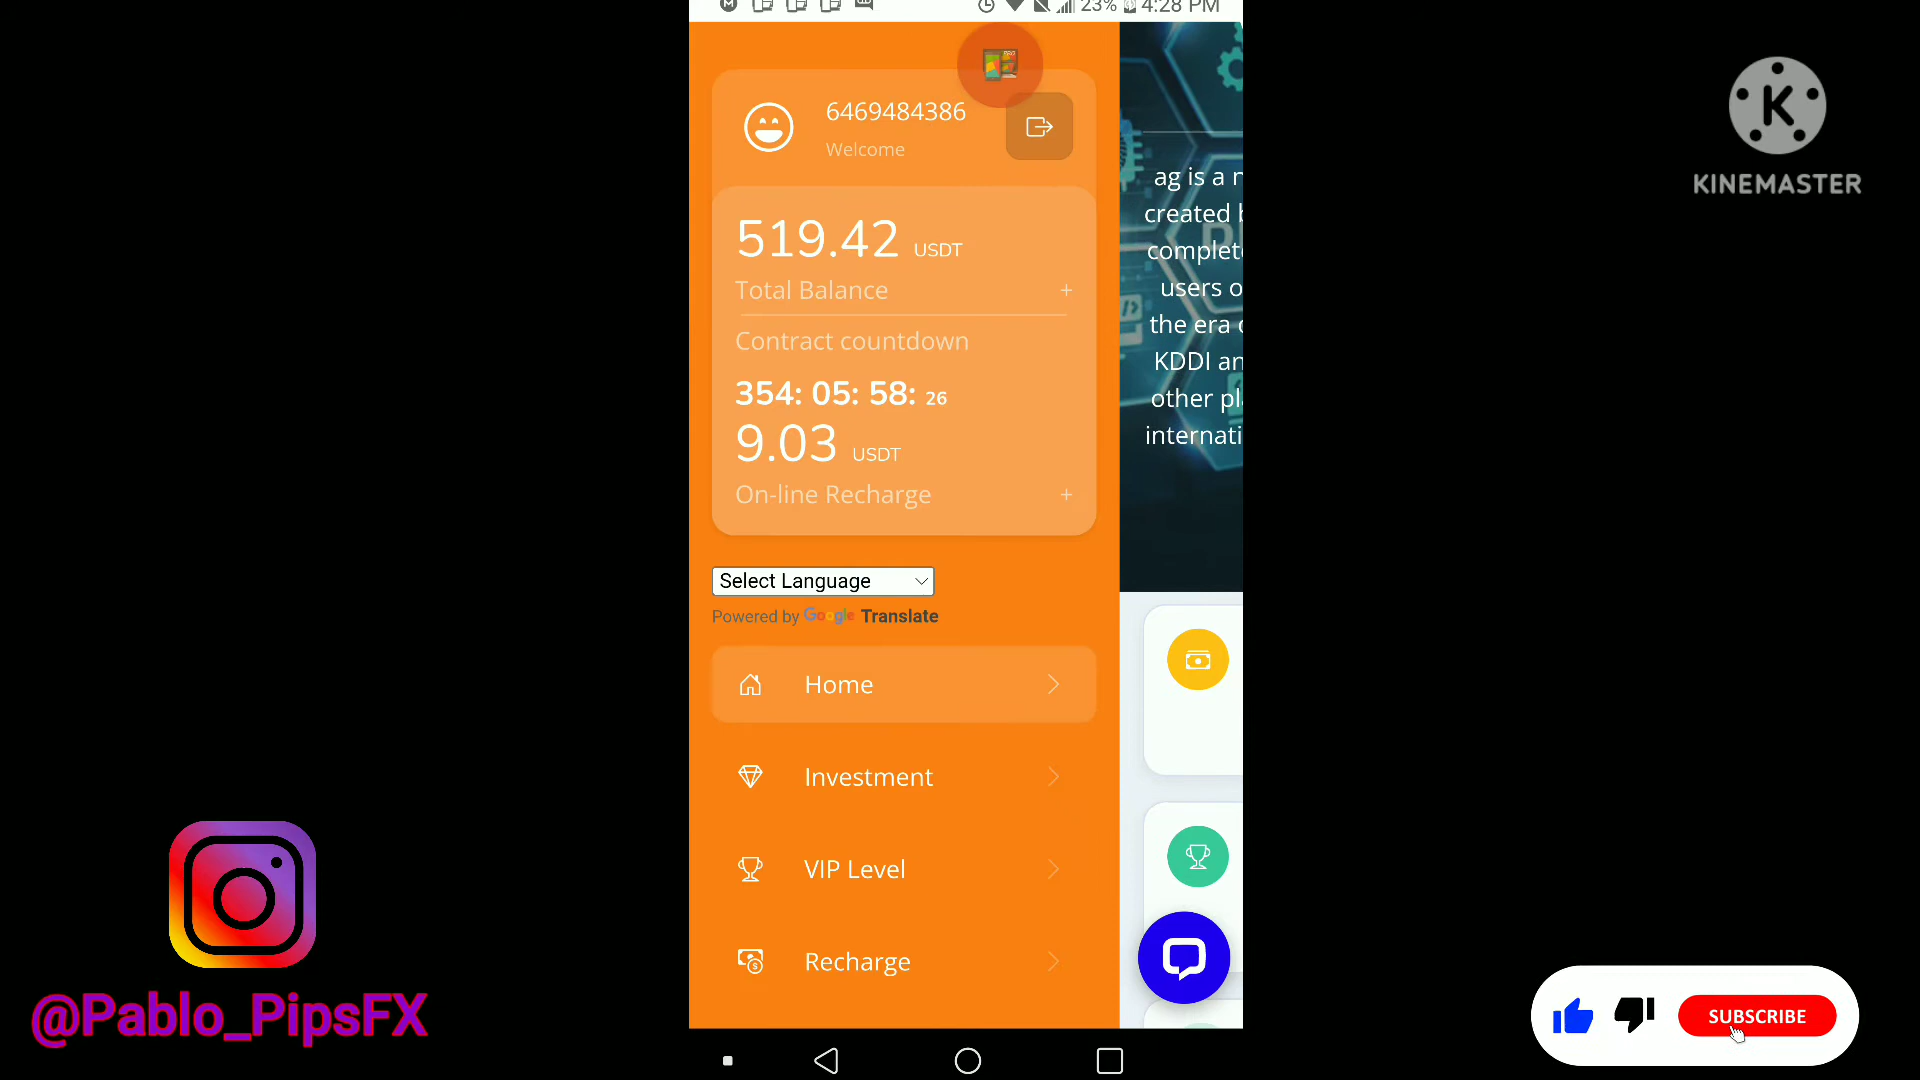 23% 4:28 PM
6469484386
Welcome
519.42 USDT
Total Balance +
Contract countdown
354: 05: 58: 26
9.03 USDT
On-line Recharge +
Select Language
Powered by Google Translate
Home
Investment
VIP Level
Recharge
ag is a n
created b
complet
users o
the era
KDDI an
other pl
internati
K
KINEMASTER
@Pablo_PipsFX
SUBSCRIBE